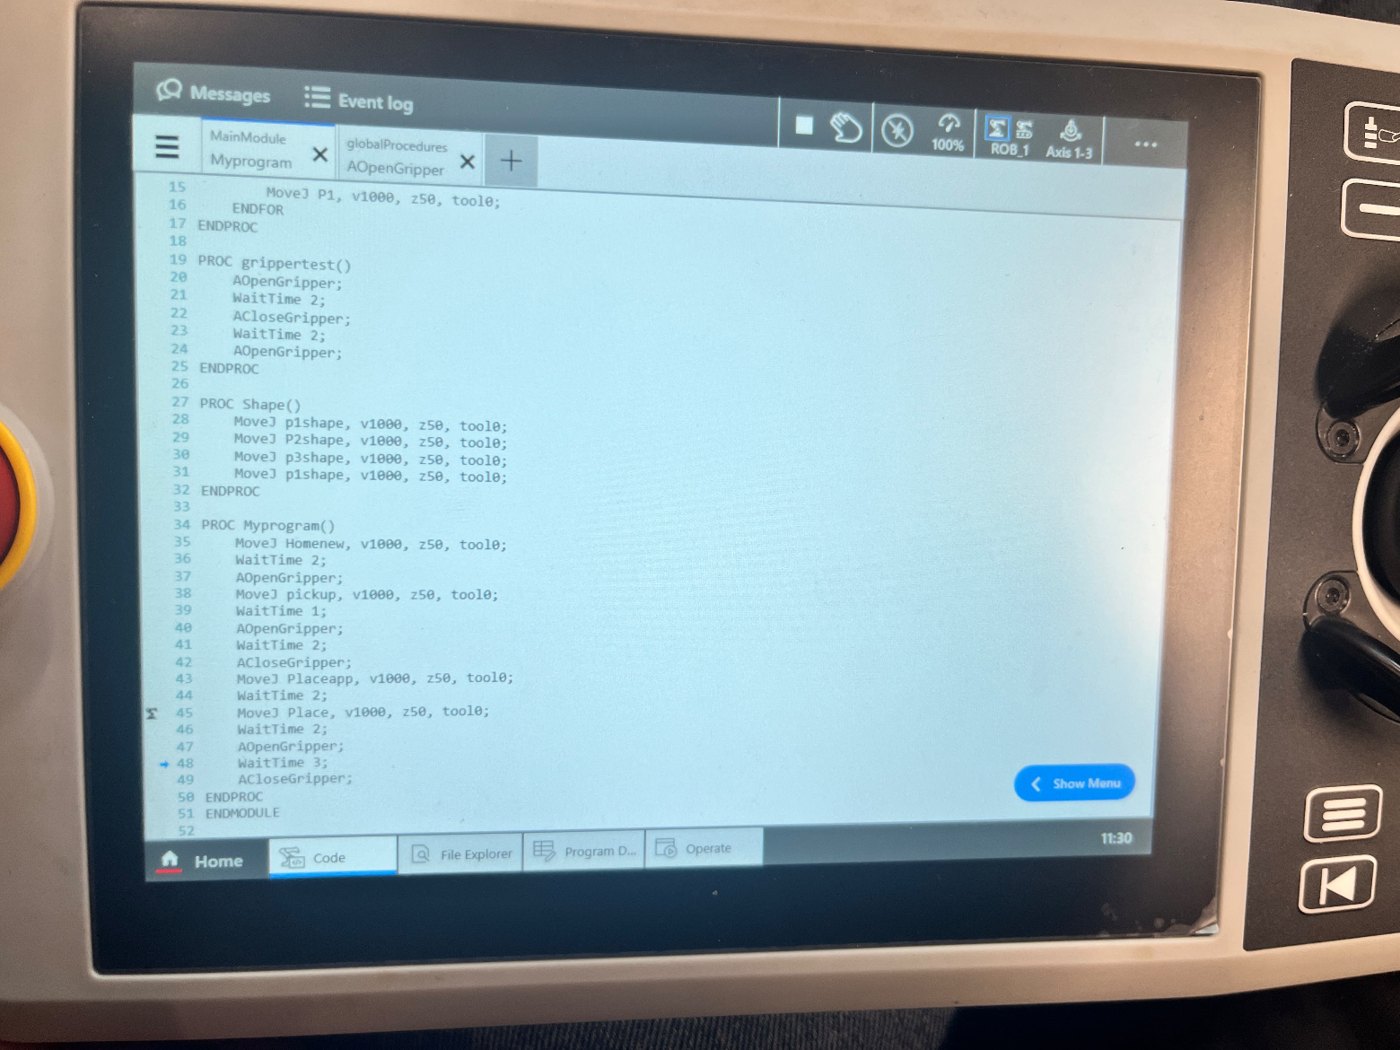 Messages
Event log
100%
ROB_1
Axis 1-3
MainModule
Myprogram
globalProcedures
AOpenGripper
15 MoveJ P1, v1000, z50, tool0;
16 ENDFOR
17 ENDPROC
18
19 PROC grippertest()
20 AOpenGripper;
21 WaitTime 2;
22 ACloseGripper;
23 WaitTime 2;
24 AOpenGripper;
25 ENDPROC
26
27 PROC Shape()
28 MoveJ p1shape, v1000, z50, tool0;
29 MoveJ P2shape, v1000, z50, tool0;
30 MoveJ p3shape, v1000, z50, tool0;
31 MoveJ p1shape, v1000, z50, tool0;
32 ENDPROC
33
34 PROC Myprogram()
35 MoveJ Homenew, v1000, z50, tool0;
36 WaitTime 2;
37 AOpenGripper;
38 MoveJ pickup, v1000, z50, tool0;
39 WaitTime 1;
40 AOpenGripper;
41 WaitTime 2;
42 ACloseGripper;
43 MoveJ Placeapp, v1000, z50, tool0;
44 WaitTime 2;
45 MoveJ Place, v1000, z50, tool0;
46 WaitTime 2;
47 AOpenGripper;
48 WaitTime 3;
49 ACloseGripper;
50 ENDPROC
51 ENDMODULE
52
Show Menu
Home
Code
File Explorer
Program D...
Operate
11:30